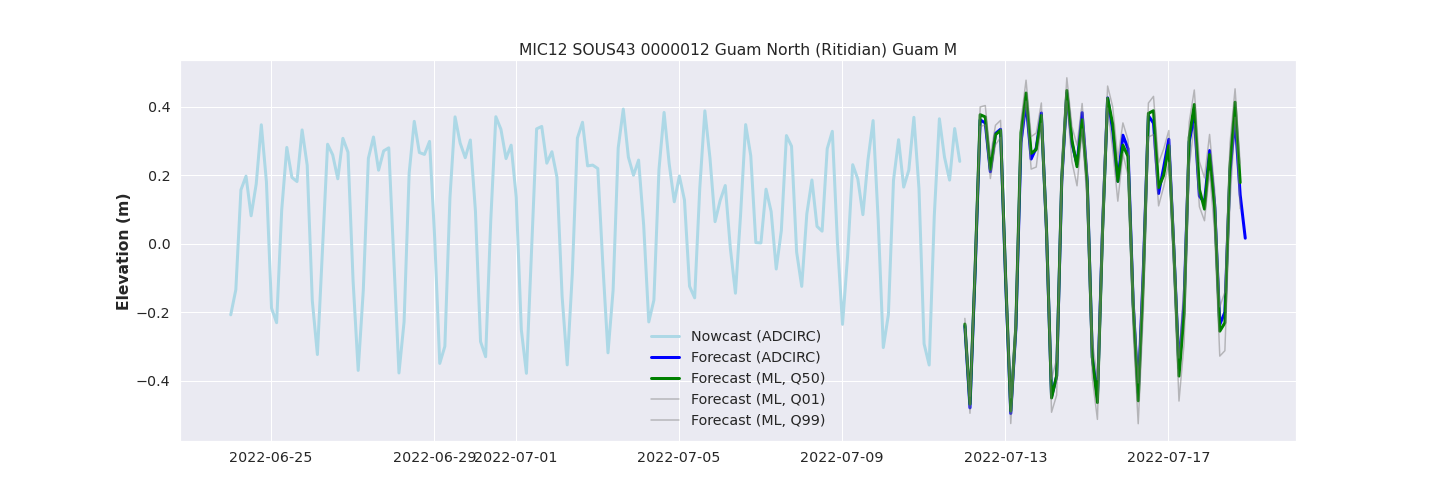 MIC12 SOUS43 0000012 Guam North (Ritidian) Guam M
Elevation (m)
0.4
0.2
0.0
−0.2
−0.4
Nowcast (ADCIRC)
Forecast (ADCIRC)
Forecast (ML, Q50)
Forecast (ML, Q01)
Forecast (ML, Q99)
2022-06-25 2022-06-29 2022-07-01 2022-07-05 2022-07-09 2022-07-13 2022-07-17